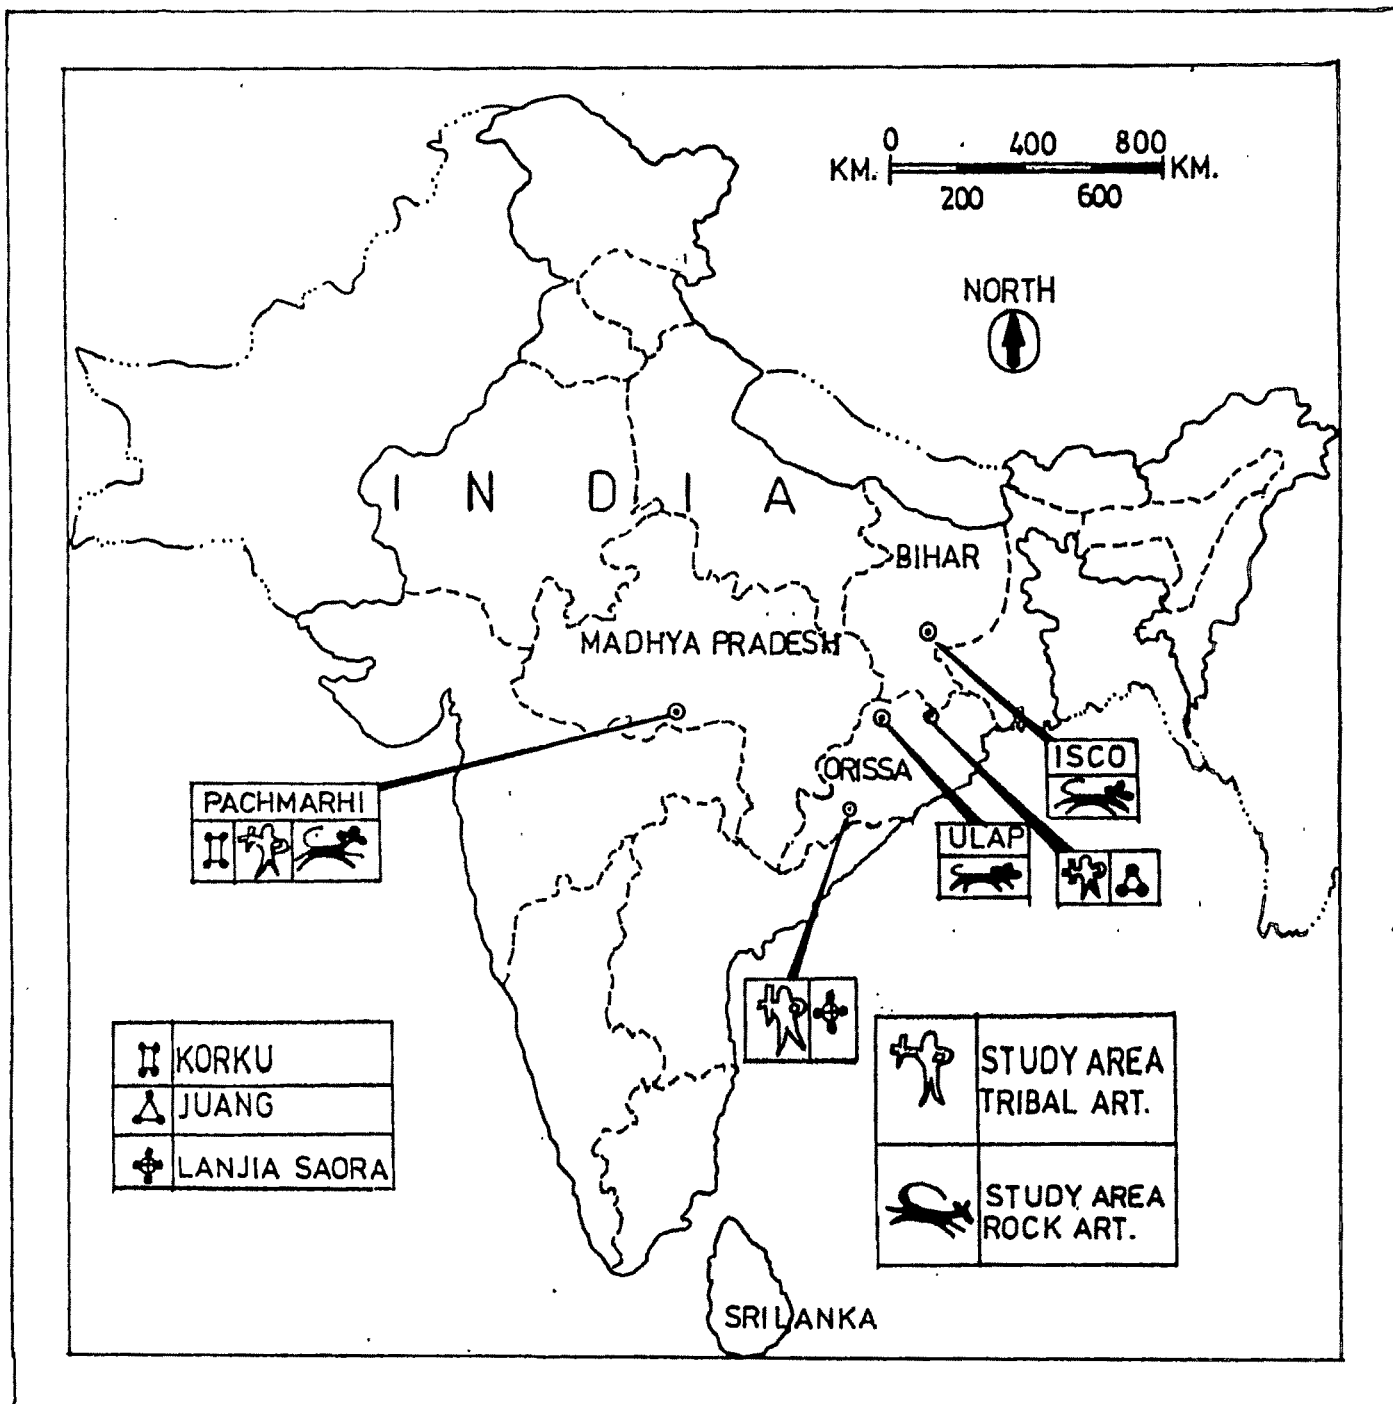 0 400 800
KM. KM.
200 600
NORTH
I N D I A
BIHAR
MADHYA PRADESH
ISCO
ORISSA
PACHMARHI
ULAP
KORKU
JUANG
LANJIA SAORA
STUDY AREA
TRIBAL ART.
STUDY AREA
ROCK ART.
SRI LANKA